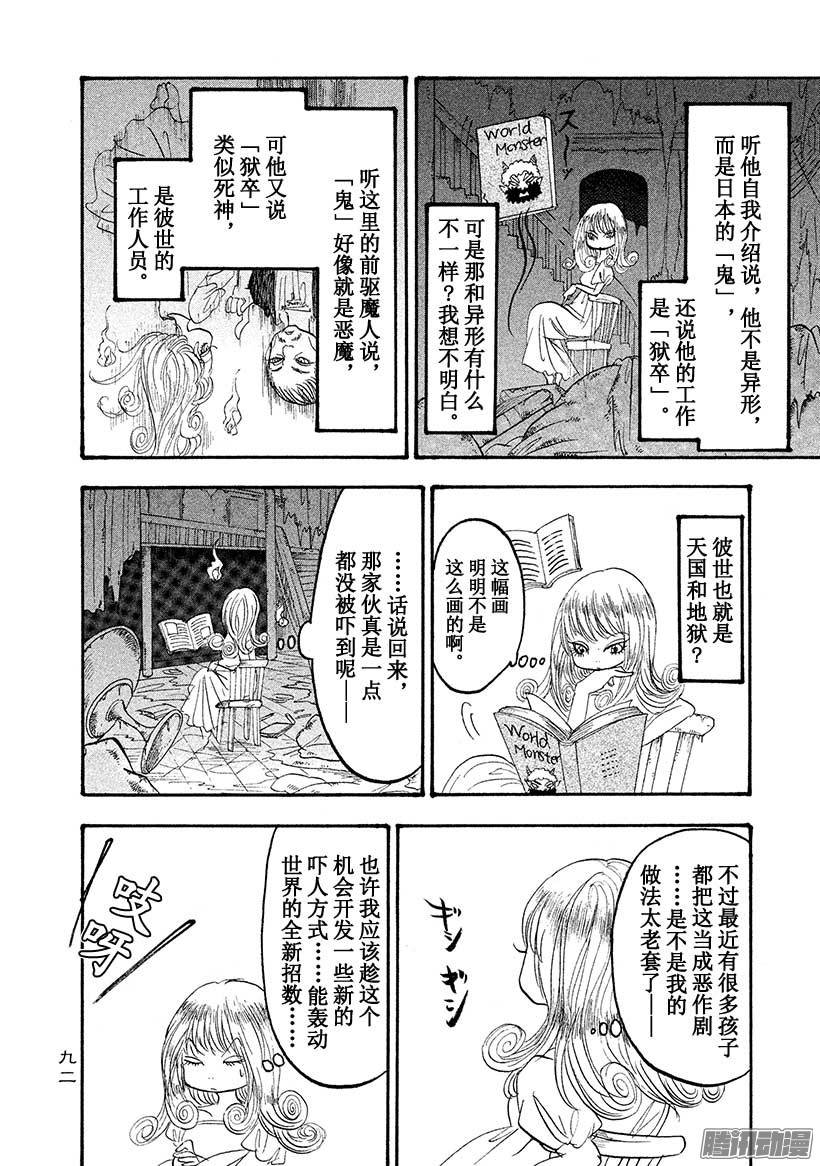 听他自我介绍说，他不是异形，
而是日本的「鬼」，
还说他的工作
是「狱卒」。
World
Monster
スーッ
可是那和异形有什么
不一样？我想不明白。
听这里的前驱魔人说，
「鬼」好像就是恶魔，
可他又说
「狱卒」
类似死神，
是彼世的
工作人员。
彼世也就是
天国和地狱？
这幅画
明明不是
这么画的啊。
World
Monster
……话说回来，
那家伙真是一点
都没被吓到呢——
不过最近有很多孩子
都把这当成恶作剧
……是不是我的
做法太老套了——
ギシ
ギシ
也许我应该趁这个
机会开发一些新的
吓人方式……能轰动
世界的全新招数……
吱呀
九二
腾讯动漫